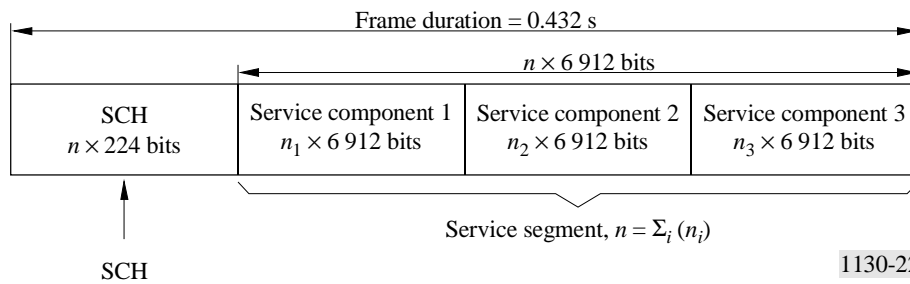 Frame duration = 0.432 s
n × 6 912 bits
SCH
n × 224 bits
Service component 1
n₁ × 6 912 bits
Service component 2
n₂ × 6 912 bits
Service component 3
n₃ × 6 912 bits
Service segment, n = Σᵢ (nᵢ)
SCH